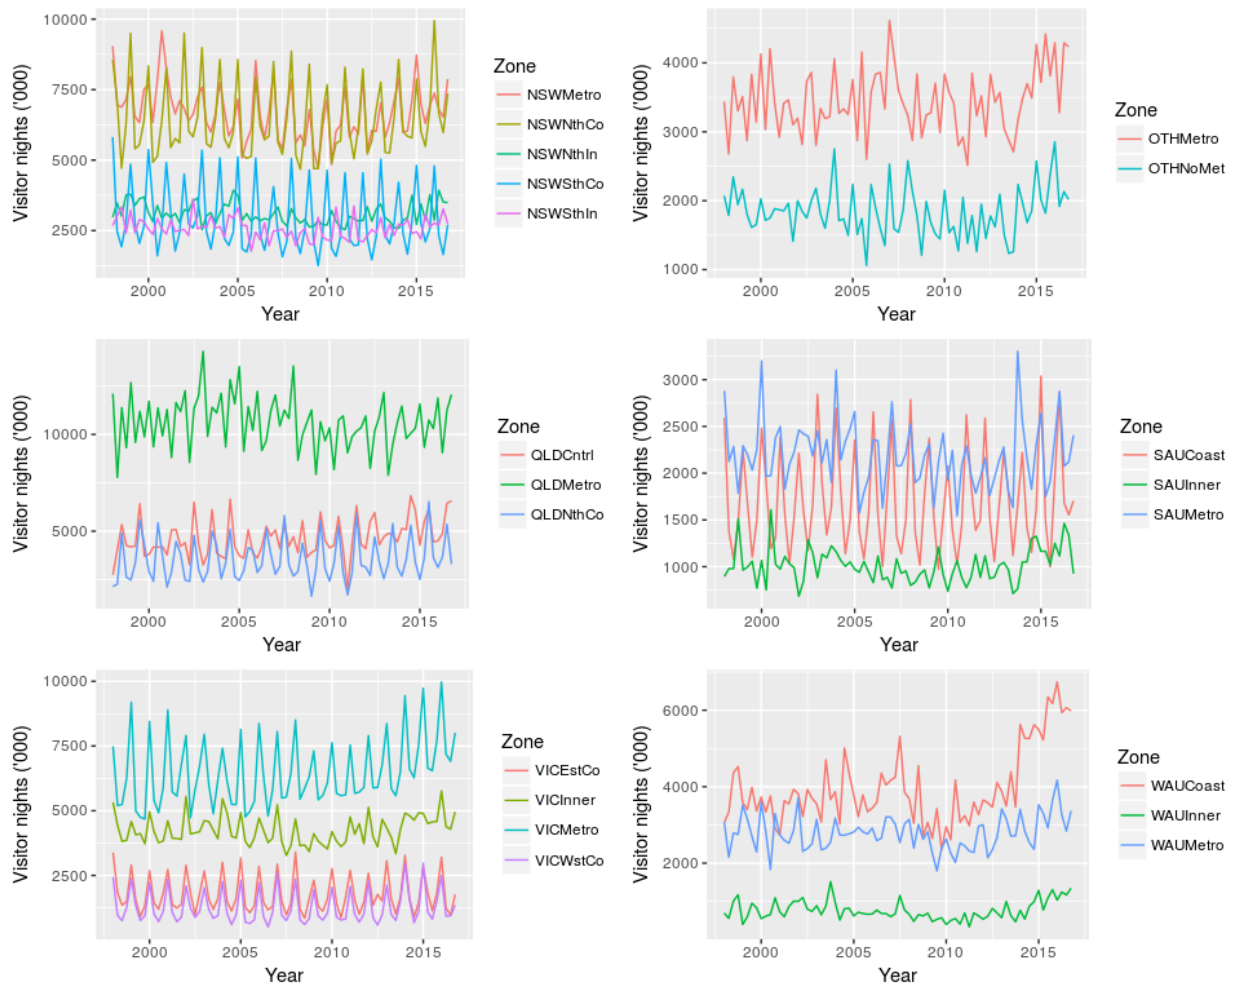 Visitor nights ('000)
10000
7500
5000
2500
2000
2005
2010
2015
Year
Zone
NSWMetro
NSWNthCo
NSWNthIn
NSWSthCo
NSWSthIn
Visitor nights ('000)
4000
3000
2000
1000
2000
2005
2010
2015
Year
Zone
OTHMetro
OTHNoMet
Visitor nights ('000)
10000
5000
2000
2005
2010
2015
Year
Zone
QLDCntrl
QLDMetro
QLDNthCo
Visitor nights ('000)
3000
2500
2000
1500
1000
2000
2005
2010
2015
Year
Zone
SAUCoast
SAUInner
SAUMetro
Visitor nights ('000)
10000
7500
5000
2500
2000
2005
2010
2015
Year
Zone
VICEstCo
VICInner
VICMetro
VICWstCo
Visitor nights ('000)
6000
4000
2000
2000
2005
2010
2015
Year
Zone
WAUCoast
WAUInner
WAUMetro